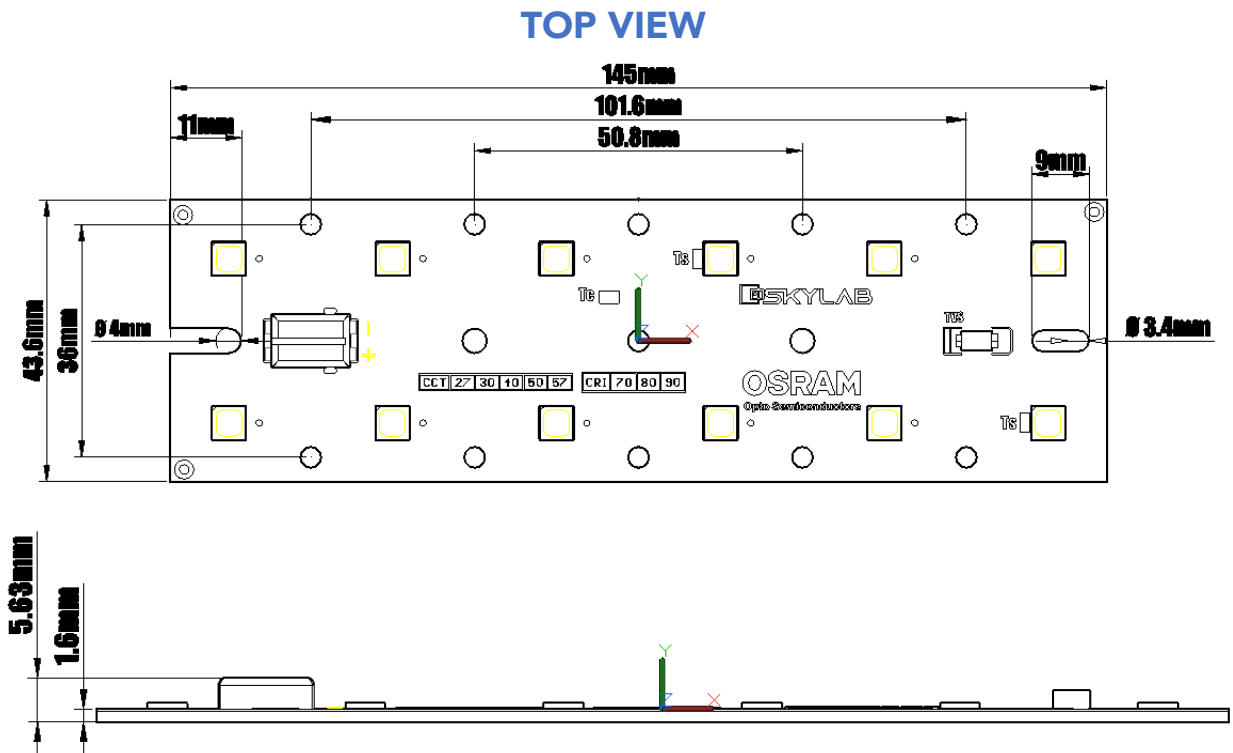 TOP VIEW
145mm
101.6mm
11mm
50.8mm
9mm
Ts
Tc
Y
SKYLAB
Z
X
TVS
Ø 4mm
Ø 3.4mm
43.6mm
36mm
CCT 27 30 40 50 57
CRI 70 80 90
OSRAM
Opto Semiconductors
Ts
5.63mm
1.6mm
Y
Z
X